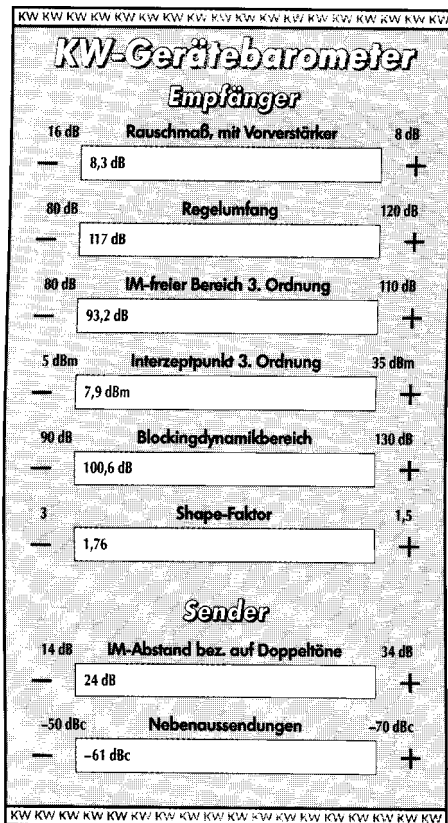 KW KW KW KW KW KW KW KW KW KW KW KW KW KW KW KW KW KW KW KW
KW-Gerätebarometer
Empfänger
16 dB Rauschmaß, mit Vorverstärker 8 dB
– 8,3 dB +
80 dB Regelumfang 120 dB
– 117 dB +
80 dB IM-freier Bereich 3. Ordnung 110 dB
– 93,2 dB +
5 dBm Interzeptpunkt 3. Ordnung 35 dBm
– 7,9 dBm +
90 dB Blockingdynamikbereich 130 dB
– 100,6 dB +
3 Shape-Faktor 1,5
– 1,76 +
Sender
14 dB IM-Abstand bez. auf Doppeltöne 34 dB
– 24 dB +
–50 dBc Nebenaussendungen –70 dBc
– –61 dBc +
KW KW KW KW KW KW KW KW KW KW KW KW KW KW KW KW KW KW KW KW